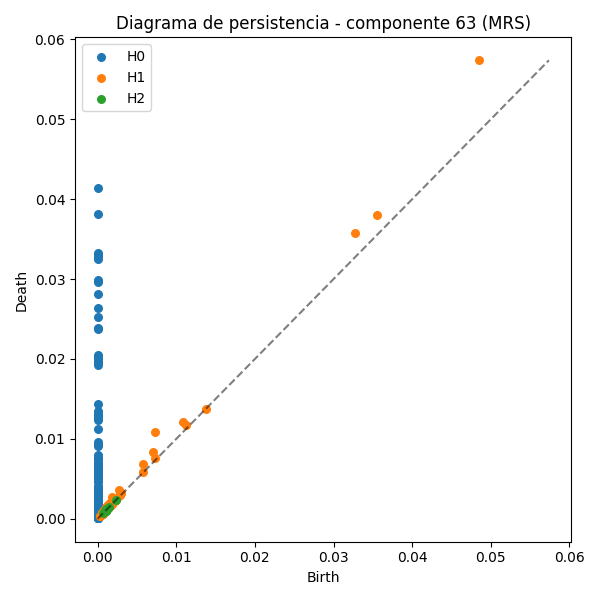 Diagrama de persistencia - componente 63 (MRS)
H0
H1
H2
Death
0.06
0.05
0.04
0.03
0.02
0.01
0.00
0.00 0.01 0.02 0.03 0.04 0.05 0.06
Birth